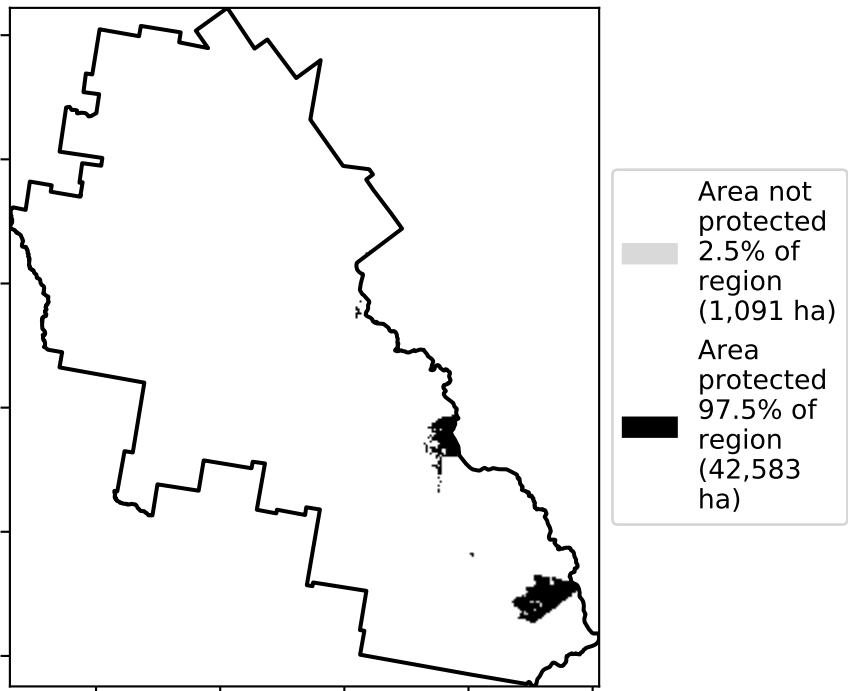 Area not
protected
2.5% of
region
(1,091 ha)
Area
protected
97.5% of
region
(42,583
ha)